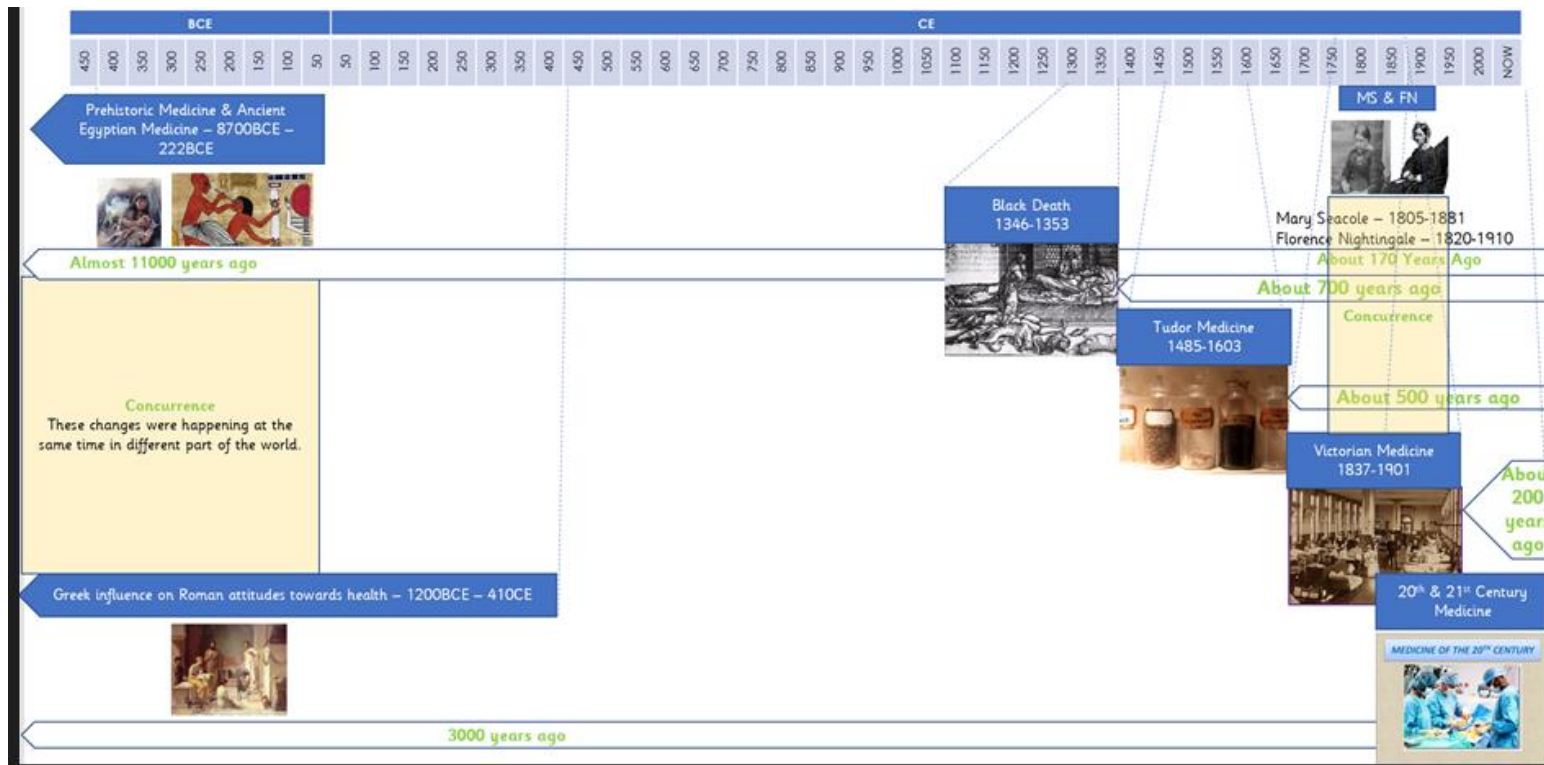 BCE
CE
450 400 350 300 250 200 150 100 50 50 100 150 200 250 300 350 400 450 500 550 600 650 700 750 800 850 900 950 1000 1050 1100 1150 1200 1250 1300 1350 1400 1450 1500 1550 1600 1650 1700 1750 1800 1850 1900 1950 2000 NOW
Prehistoric Medicine & Ancient
Egyptian Medicine – 8700BCE –
222BCE
MS & FN
Black Death
1346-1353
Mary Seacole – 1805-1881
Florence Nightingale – 1820-1910
About 170 Years Ago
Almost 11000 years ago
About 700 years ago
Concurrence
Tudor Medicine
1485-1603
About 500 years ago
Concurrence
These changes were happening at the
same time in different part of the world.
Victorian Medicine
1837-1901
Abou
200
year
ago
Greek influence on Roman attitudes towards health – 1200BCE – 410CE
20th & 21st Century
Medicine
MEDICINE OF THE 20TH CENTURY
3000 years ago